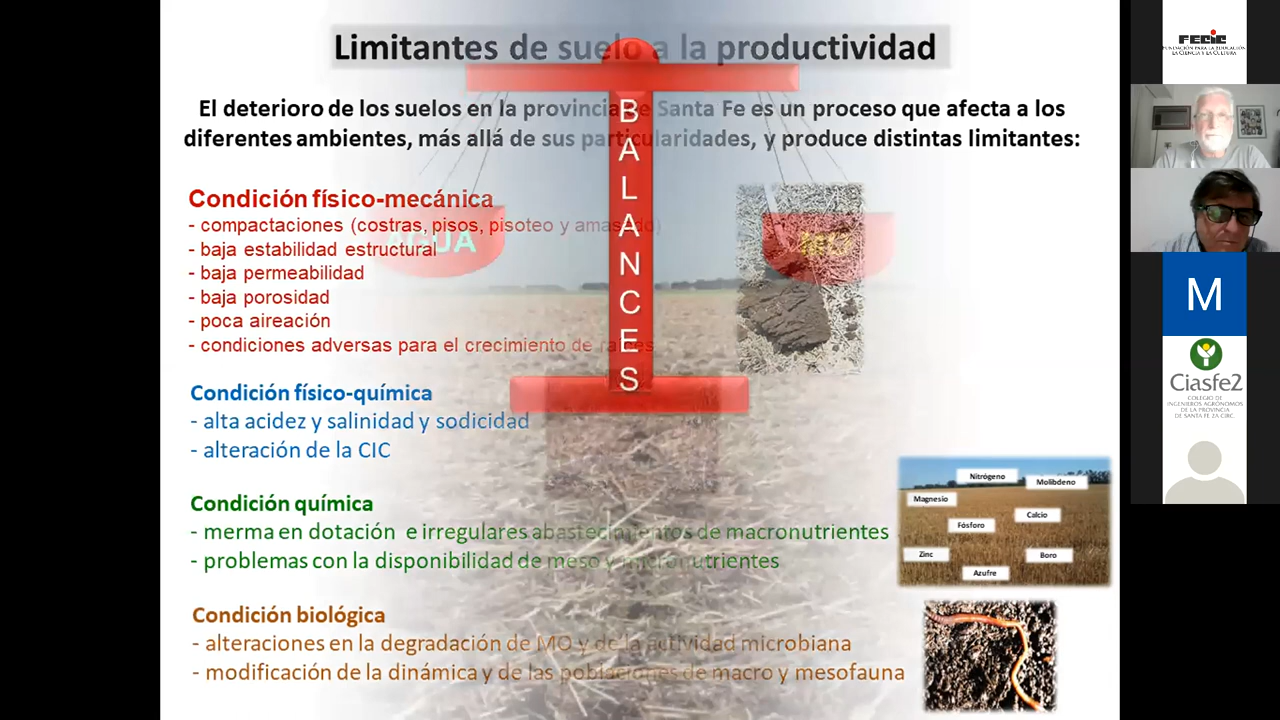 Limitantes de suelo a la productividad
El deterioro de los suelos en la provincia de Santa Fe es un proceso que afecta a los
diferentes ambientes, más allá de sus particularidades, y produce distintas limitantes:
BALANCES
AGUA
MO
Condición físico-mecánica
- compactaciones (costras, pisos, pisoteo y amasado)
- baja estabilidad estructural
- baja permeabilidad
- baja porosidad
- poca aireación
- condiciones adversas para el crecimiento de raíces
Condición físico-química
- alta acidez y salinidad y sodicidad
- alteración de la CIC
Condición química
- merma en dotación e irregulares abastecimientos de macronutrientes
- problemas con la disponibilidad de meso y micronutrientes
Nitrógeno
Molibdeno
Magnesio
Calcio
Fósforo
Zinc
Boro
Azufre
Condición biológica
- alteraciones en la degradación de MO y de la actividad microbiana
- modificación de la dinámica y de las poblaciones de macro y mesofauna
FECIC
FUNDACIÓN PARA LA EDUCACIÓN
LA CIENCIA Y LA CULTURA
M
Ciasfe2
COLEGIO DE
INGENIEROS AGRÓNOMOS
DE LA PROVINCIA
DE SANTA FE 2A CIRC.